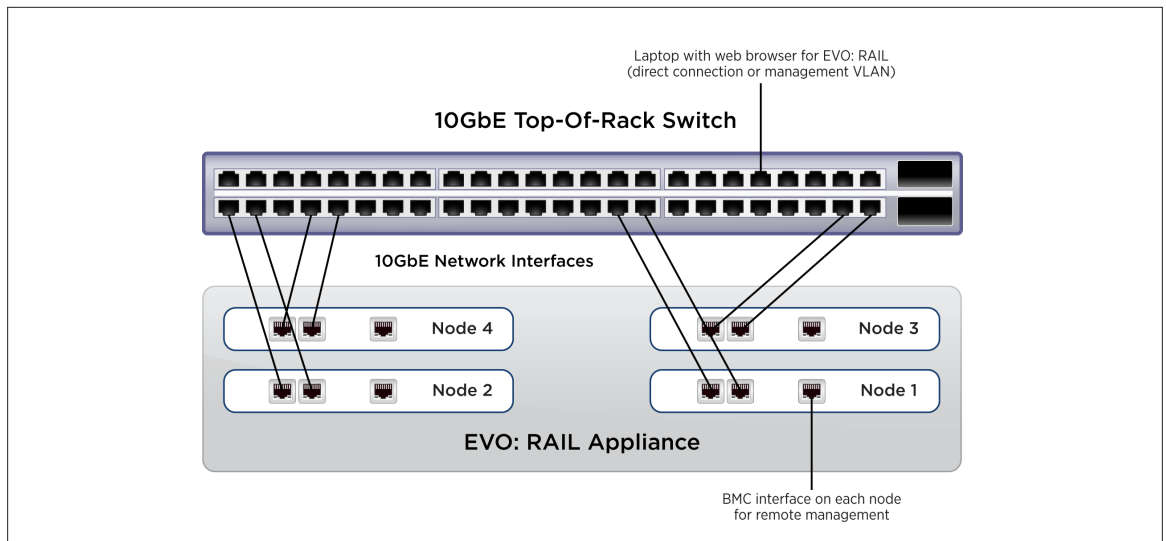 Laptop with web browser for EVO: RAIL
(direct connection or management VLAN)
10GbE Top-Of-Rack Switch
10GbE Network Interfaces
Node 4
Node 3
Node 2
Node 1
EVO: RAIL Appliance
BMC interface on each node
for remote management